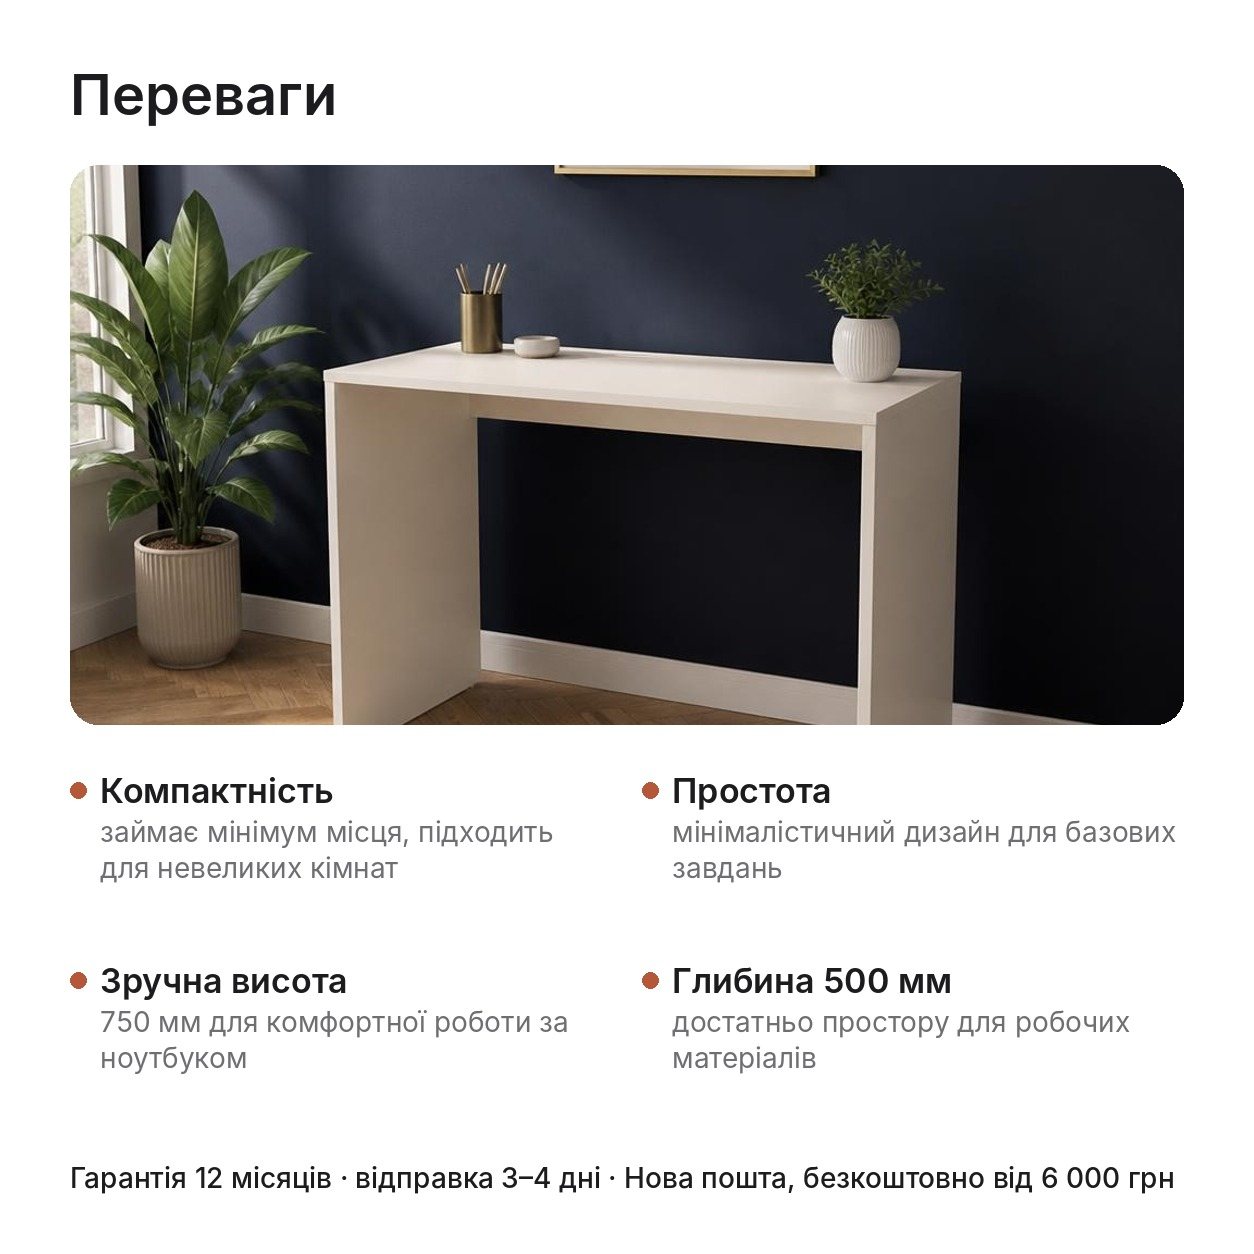 Переваги
Компактність
займає мінімум місця, підходить
для невеликих кімнат
Простота
мінімалістичний дизайн для базових
завдань
Зручна висота
750 мм для комфортної роботи за
ноутбуком
Глибина 500 мм
достатньо простору для робочих
матеріалів
Гарантія 12 місяців · відправка 3–4 дні · Нова пошта, безкоштовно від 6 000 грн